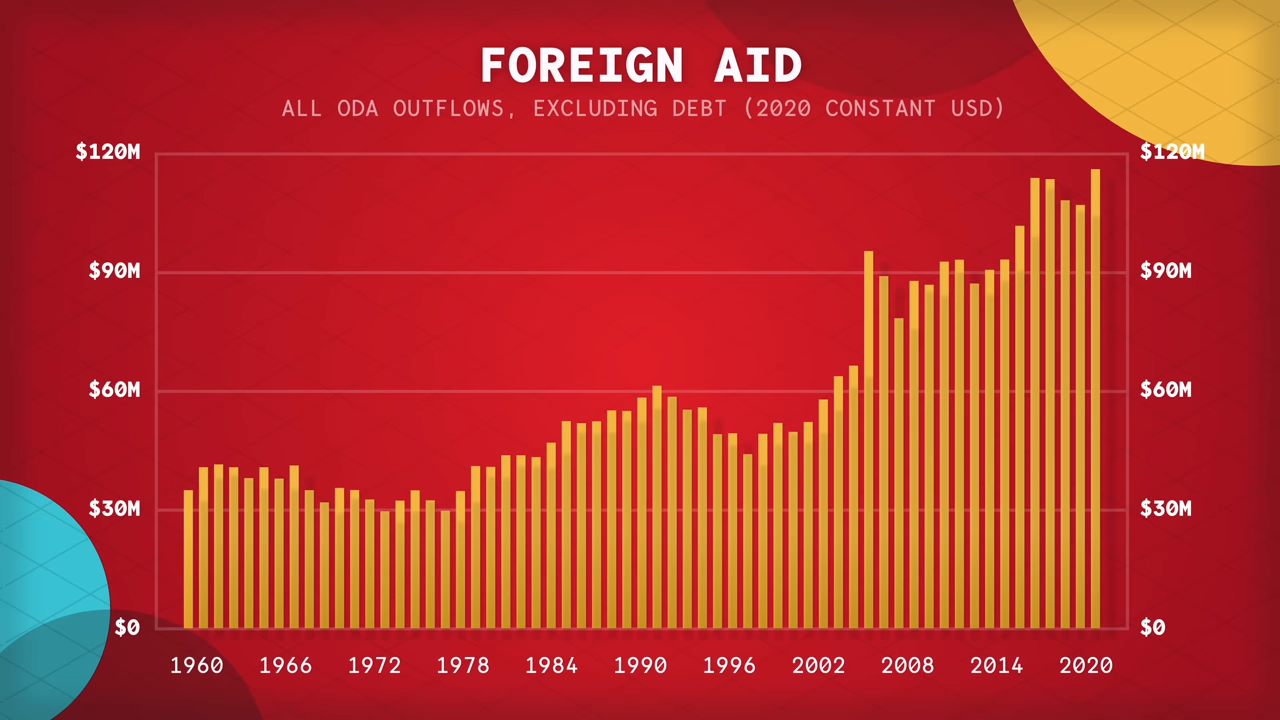 FOREIGN AID
ALL ODA OUTFLOWS, EXCLUDING DEBT (2020 CONSTANT USD)
$120M $120M
$90M $90M
$60M $60M
$30M $30M
$0 $0
1960 1966 1972 1978 1984 1990 1996 2002 2008 2014 2020